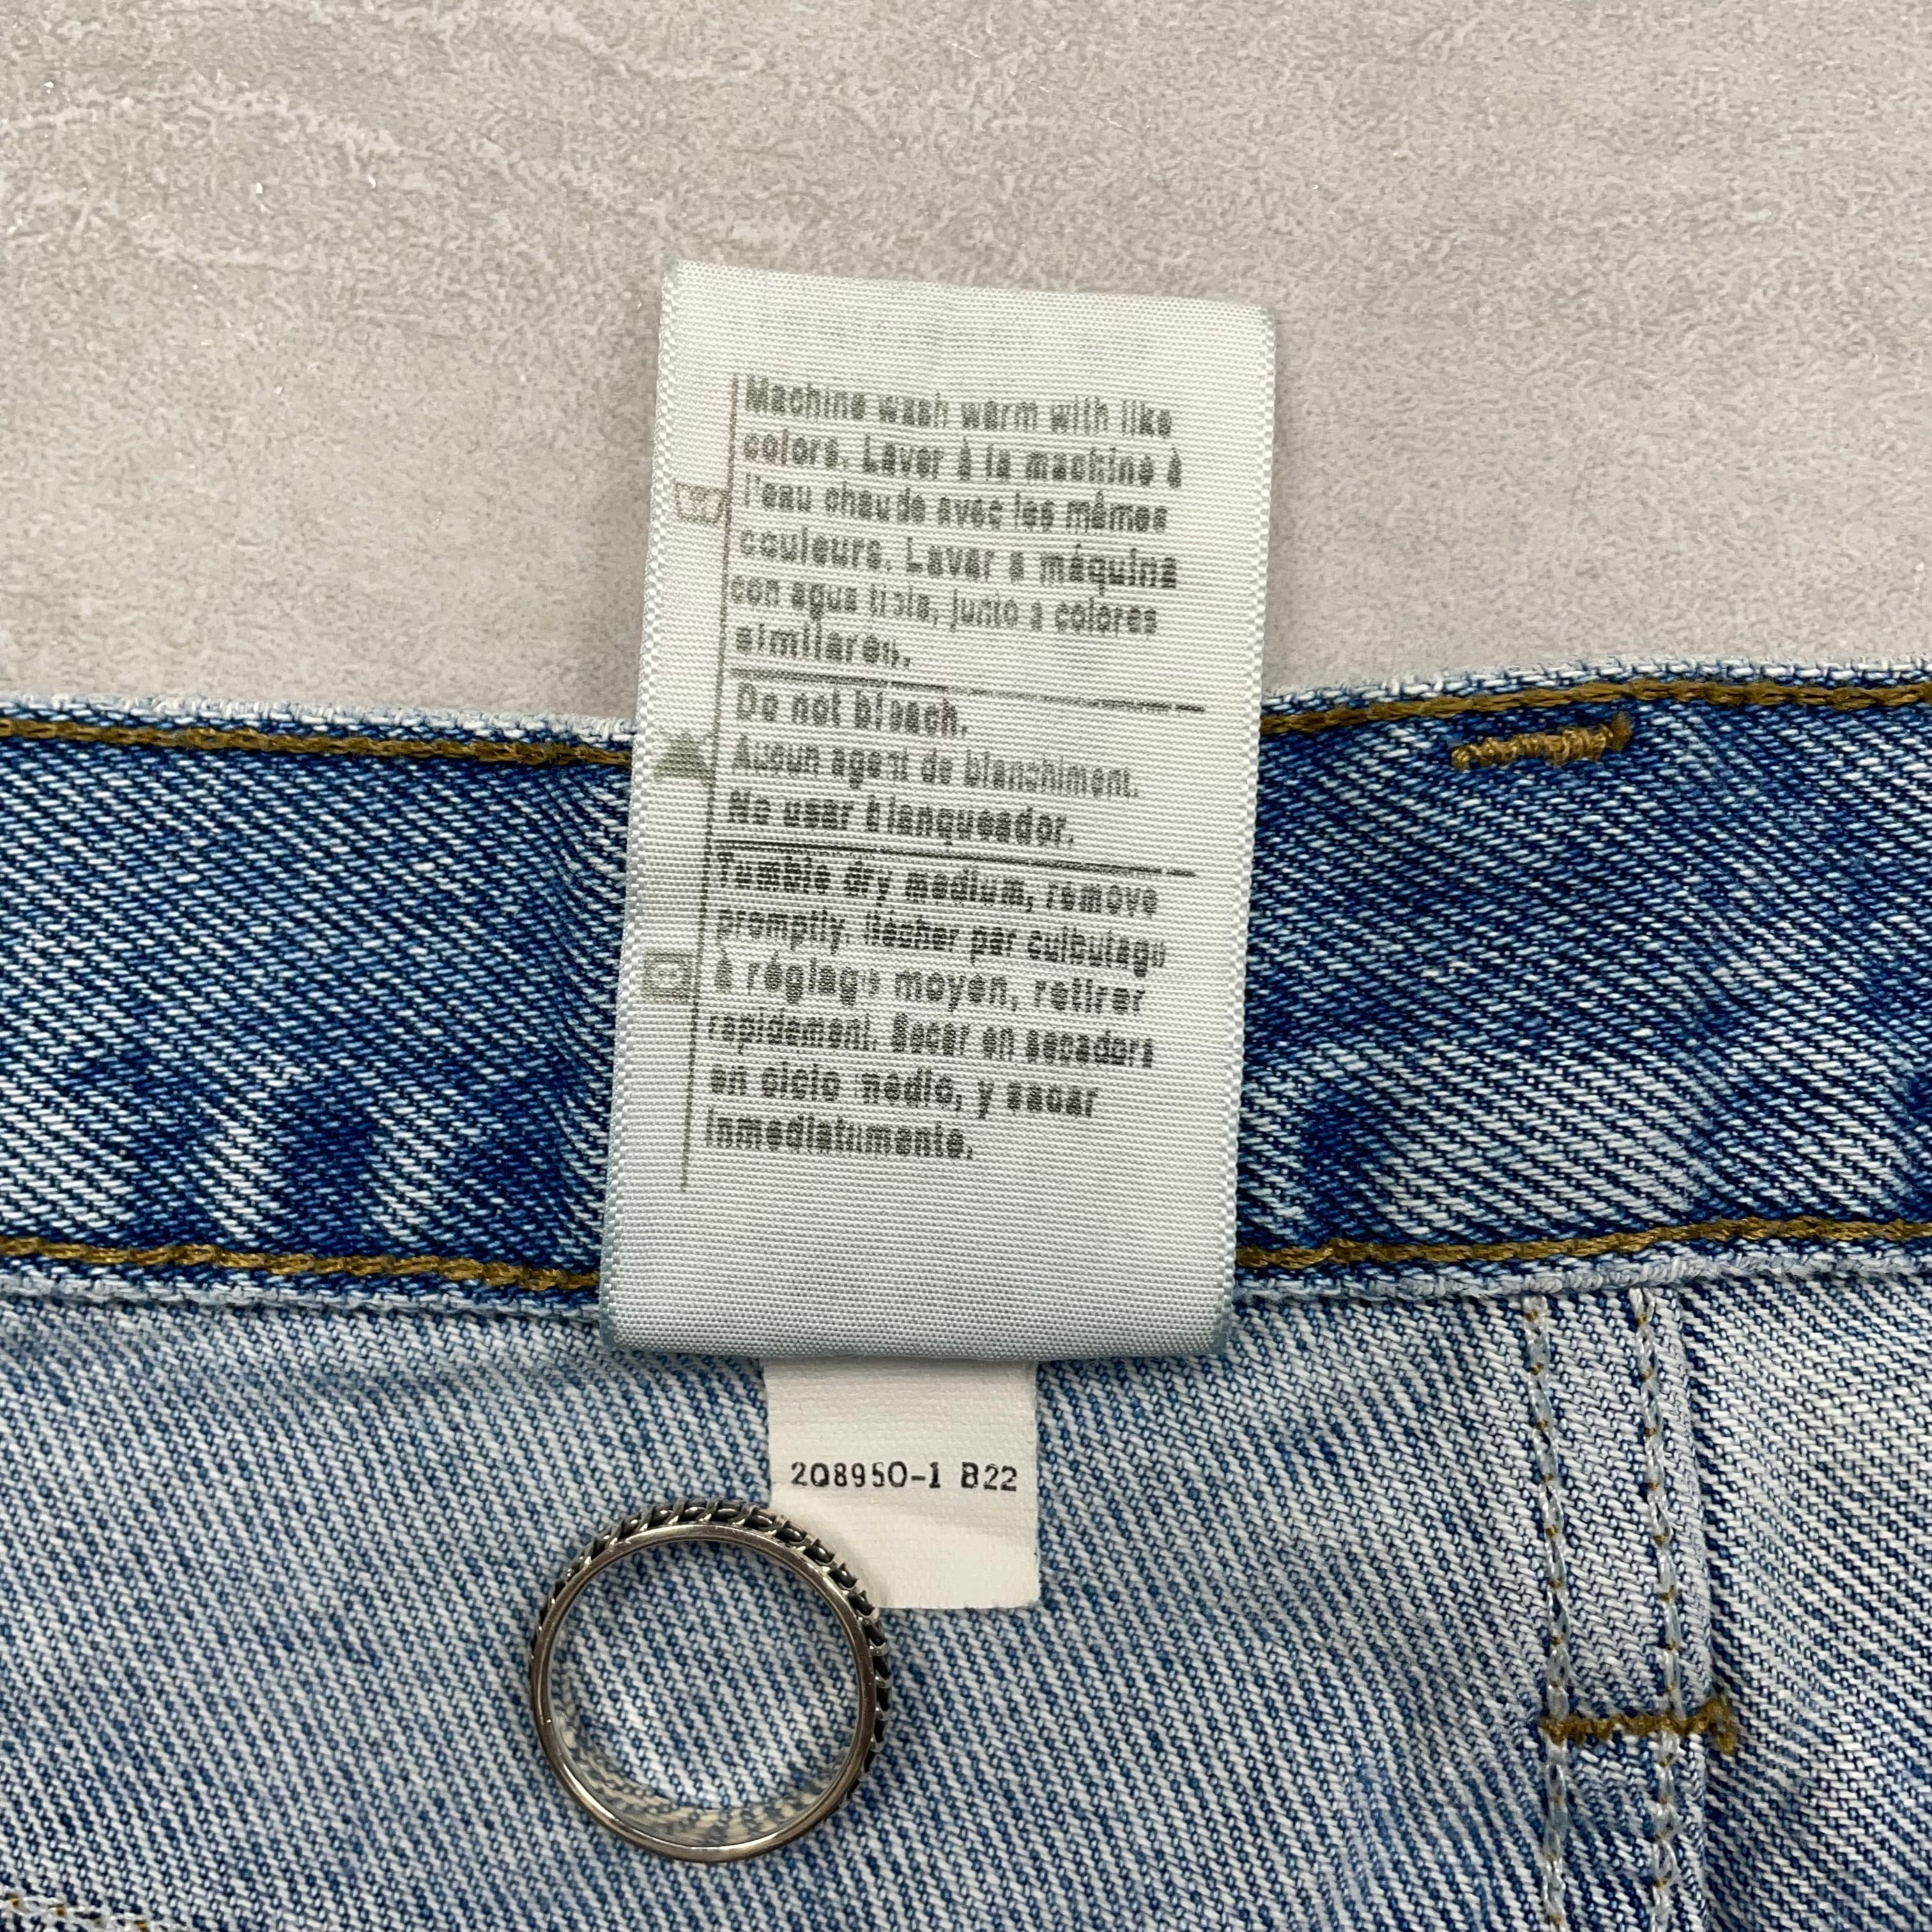 Machine wash warm with like
colors. Laver à la machine à
l'eau chaude avec les mêmes
couleurs. Lavar a máquina
con agua tibia, junto a colores
similares.
Do not bleach.
Aucun agent de blanchiment.
No usar blanqueador.
Tumble dry medium, remove
promptly. Sécher par culbutage
à réglage moyen, retirer
rapidement. Secar en secadora
en ciclo medio, y sacar
inmediatamente.
208950-1 B22